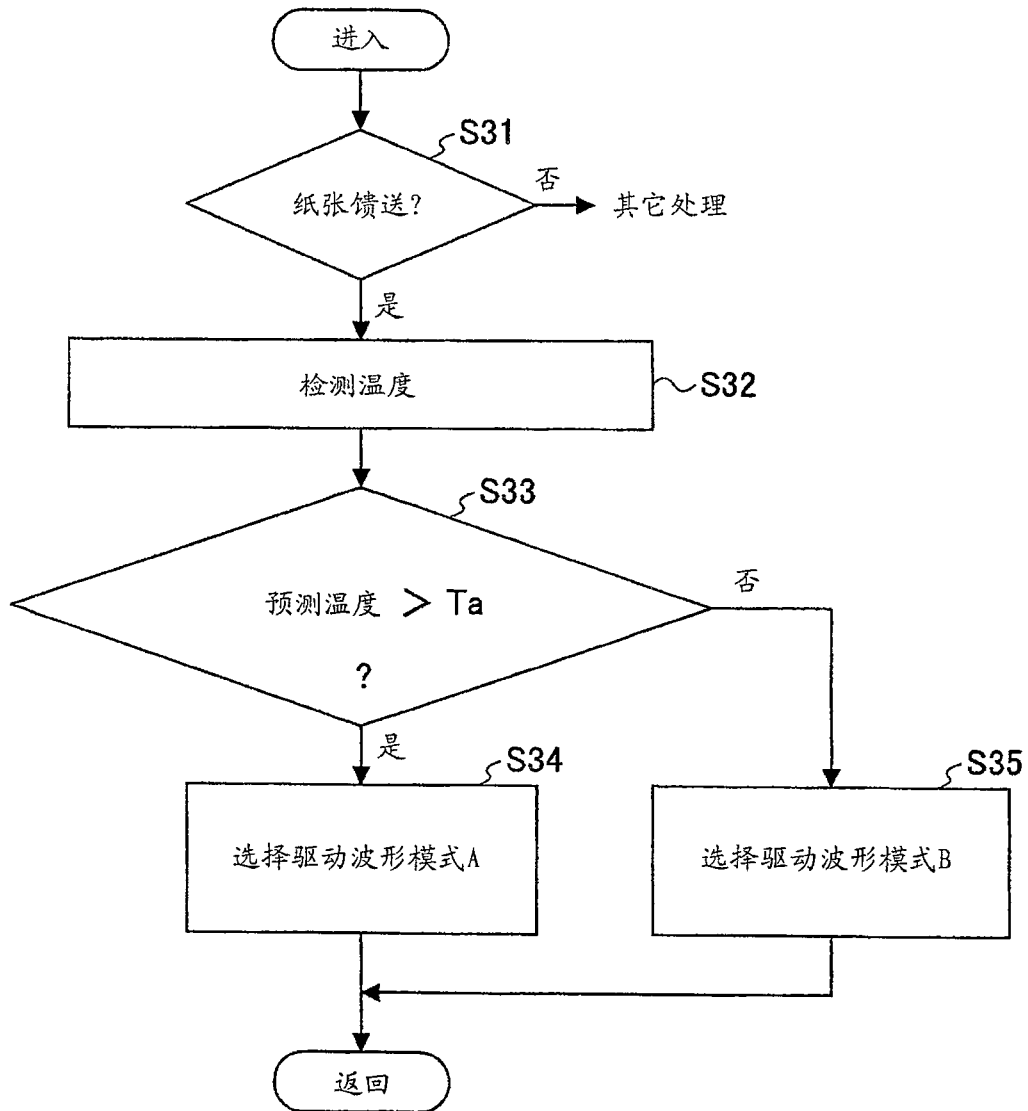 进入
S31
纸张馈送?
否
其它处理
是
检测温度
S32
S33
预测温度 > Ta
?
否
是
S34
选择驱动波形模式A
S35
选择驱动波形模式B
返回